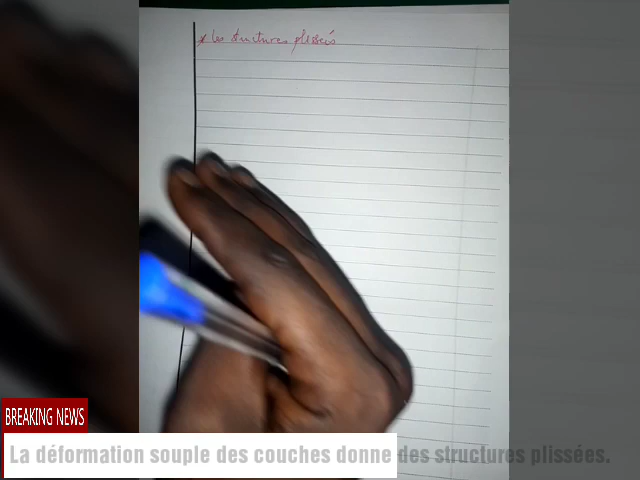 * Les structures plissées
BREAKING NEWS
La déformation souple des couches donne des structures plissées.